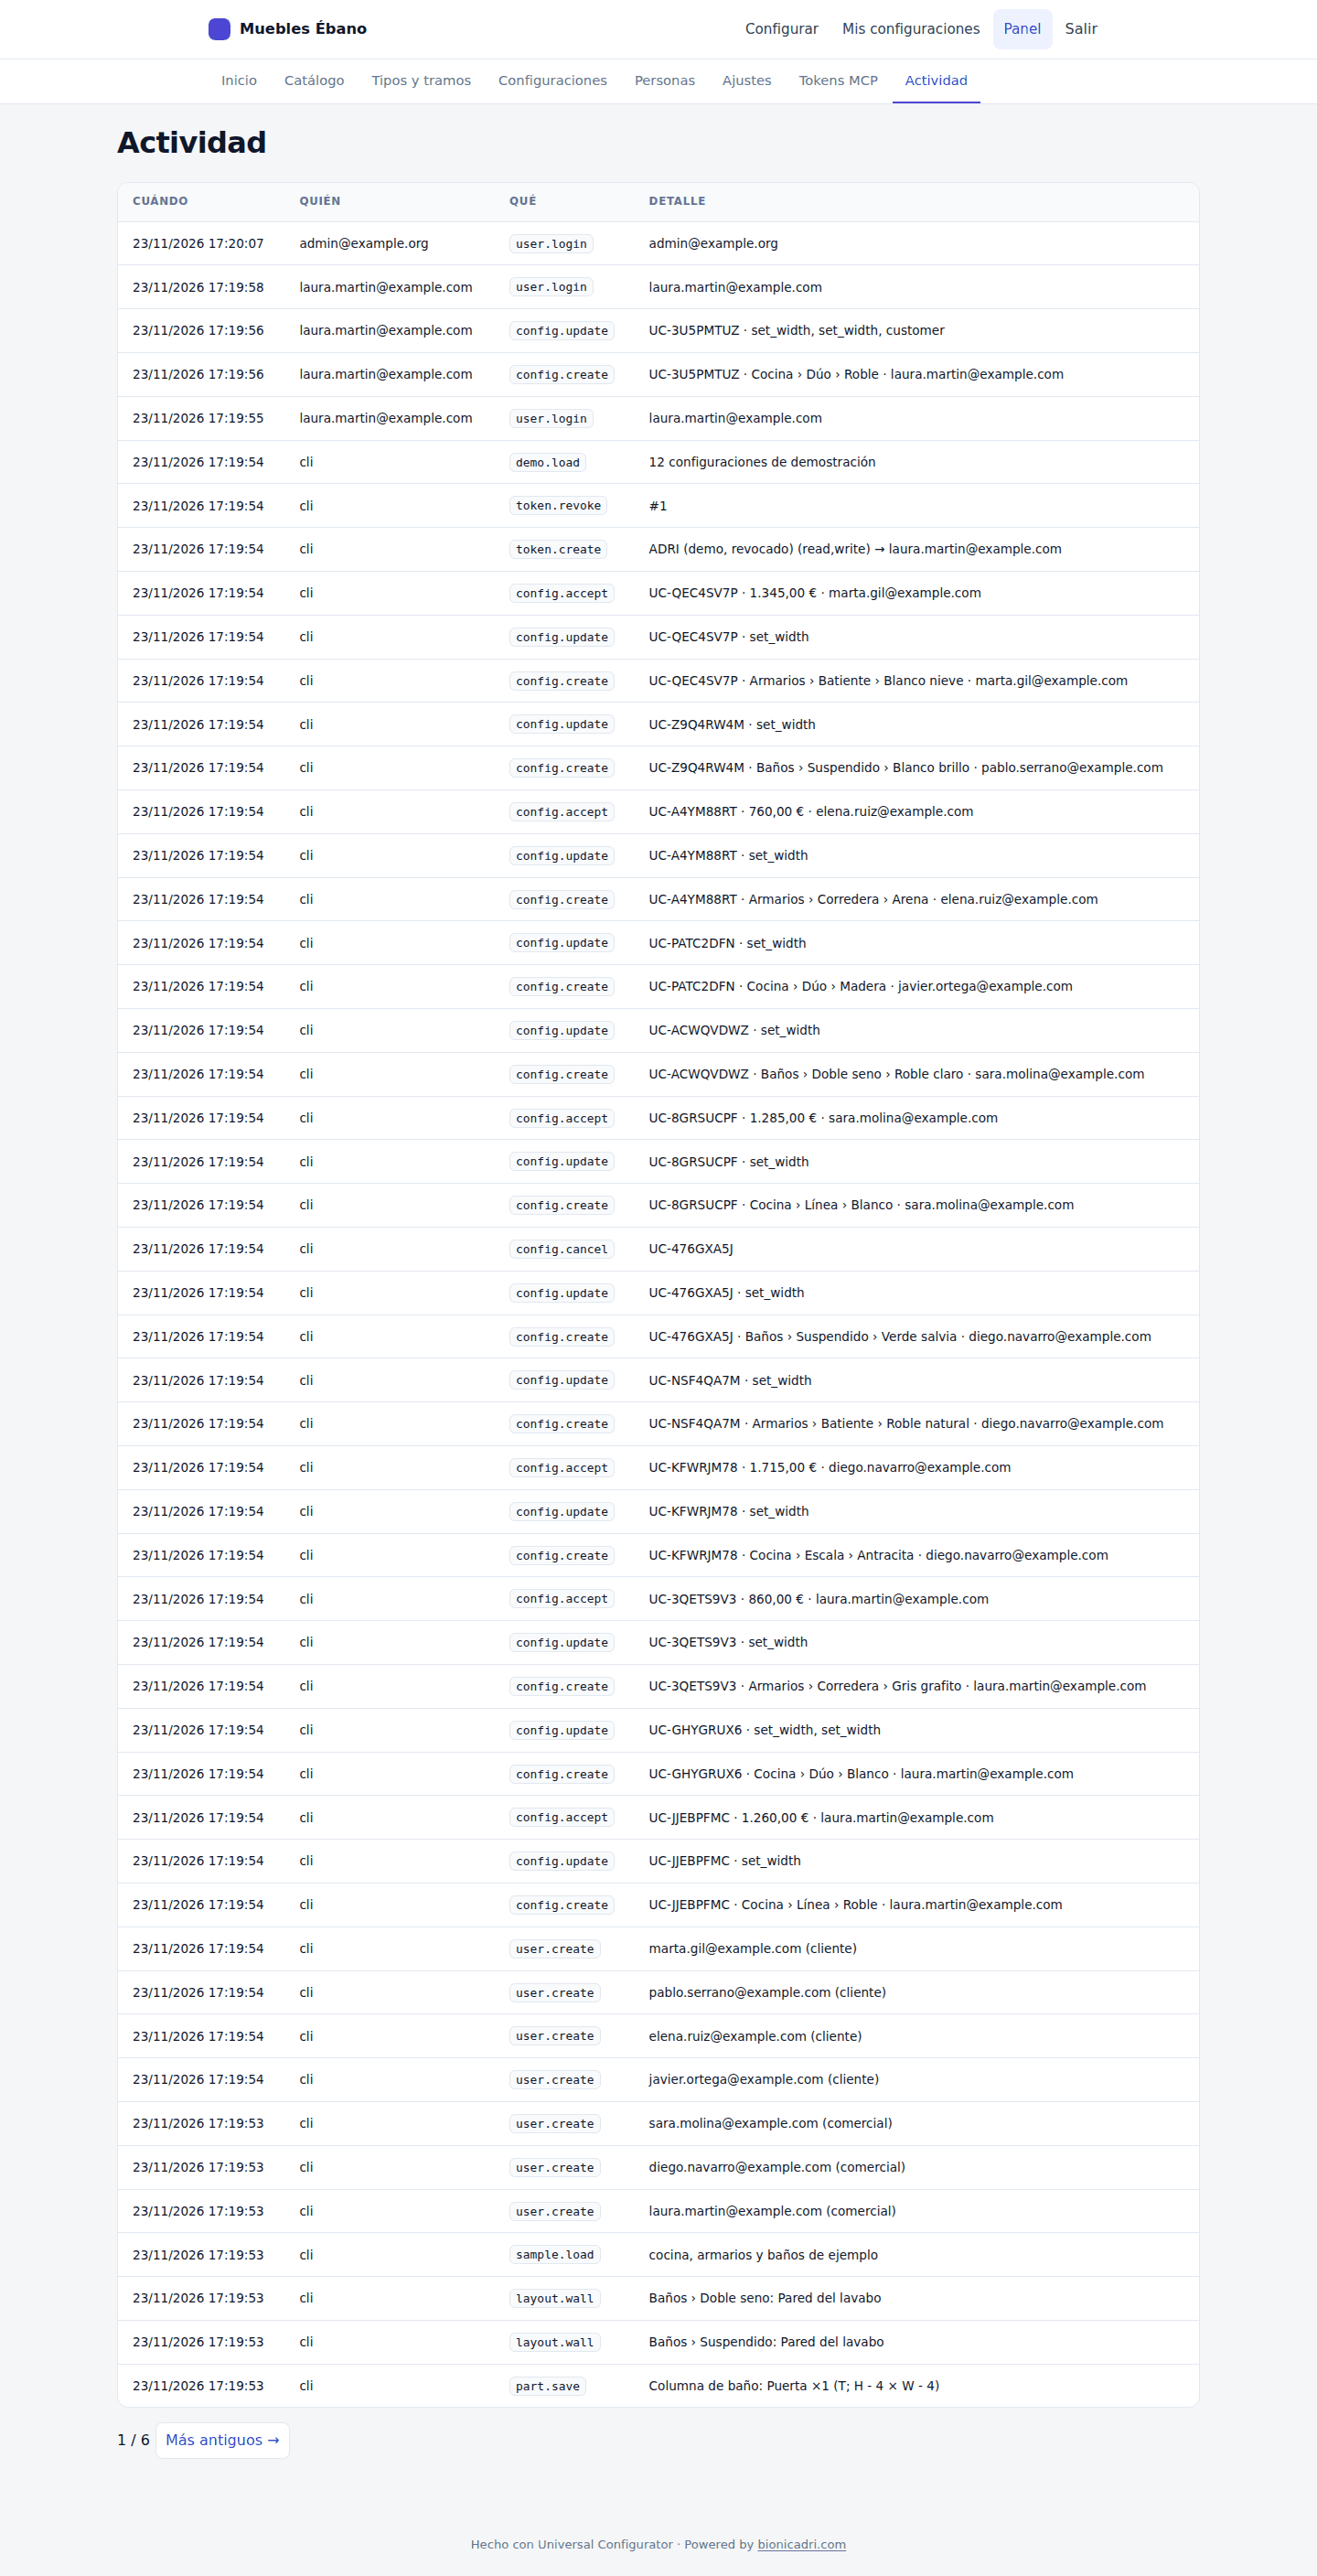 Muebles Ébano Configurar Mis configuraciones Panel Salir
Inicio Catálogo Tipos y tramos Configuraciones Personas Ajustes Tokens MCP Actividad
Actividad
CUÁNDO QUIÉN QUÉ DETALLE
23/11/2026 17:20:07 admin@example.org user.login admin@example.org
23/11/2026 17:19:58 laura.martin@example.com user.login laura.martin@example.com
23/11/2026 17:19:56 laura.martin@example.com config.update UC-3U5PMTUZ · set_width, set_width, customer
23/11/2026 17:19:56 laura.martin@example.com config.create UC-3U5PMTUZ · Cocina › Dúo › Roble · laura.martin@example.com
23/11/2026 17:19:55 laura.martin@example.com user.login laura.martin@example.com
23/11/2026 17:19:54 cli demo.load 12 configuraciones de demostración
23/11/2026 17:19:54 cli token.revoke #1
23/11/2026 17:19:54 cli token.create ADRI (demo, revocado) (read,write) → laura.martin@example.com
23/11/2026 17:19:54 cli config.accept UC-QEC4SV7P · 1.345,00 € · marta.gil@example.com
23/11/2026 17:19:54 cli config.update UC-QEC4SV7P · set_width
23/11/2026 17:19:54 cli config.create UC-QEC4SV7P · Armarios › Batiente › Blanco nieve · marta.gil@example.com
23/11/2026 17:19:54 cli config.update UC-Z9Q4RW4M · set_width
23/11/2026 17:19:54 cli config.create UC-Z9Q4RW4M · Baños › Suspendido › Blanco brillo · pablo.serrano@example.com
23/11/2026 17:19:54 cli config.accept UC-A4YM88RT · 760,00 € · elena.ruiz@example.com
23/11/2026 17:19:54 cli config.update UC-A4YM88RT · set_width
23/11/2026 17:19:54 cli config.create UC-A4YM88RT · Armarios › Corredera › Arena · elena.ruiz@example.com
23/11/2026 17:19:54 cli config.update UC-PATC2DFN · set_width
23/11/2026 17:19:54 cli config.create UC-PATC2DFN · Cocina › Dúo › Madera · javier.ortega@example.com
23/11/2026 17:19:54 cli config.update UC-ACWQVDWZ · set_width
23/11/2026 17:19:54 cli config.create UC-ACWQVDWZ · Baños › Doble seno › Roble claro · sara.molina@example.com
23/11/2026 17:19:54 cli config.accept UC-8GRSUCPF · 1.285,00 € · sara.molina@example.com
23/11/2026 17:19:54 cli config.update UC-8GRSUCPF · set_width
23/11/2026 17:19:54 cli config.create UC-8GRSUCPF · Cocina › Línea › Blanco · sara.molina@example.com
23/11/2026 17:19:54 cli config.cancel UC-476GXA5J
23/11/2026 17:19:54 cli config.update UC-476GXA5J · set_width
23/11/2026 17:19:54 cli config.create UC-476GXA5J · Baños › Suspendido › Verde salvia · diego.navarro@example.com
23/11/2026 17:19:54 cli config.update UC-NSF4QA7M · set_width
23/11/2026 17:19:54 cli config.create UC-NSF4QA7M · Armarios › Batiente › Roble natural · diego.navarro@example.com
23/11/2026 17:19:54 cli config.accept UC-KFWRJM78 · 1.715,00 € · diego.navarro@example.com
23/11/2026 17:19:54 cli config.update UC-KFWRJM78 · set_width
23/11/2026 17:19:54 cli config.create UC-KFWRJM78 · Cocina › Escala › Antracita · diego.navarro@example.com
23/11/2026 17:19:54 cli config.accept UC-3QETS9V3 · 860,00 € · laura.martin@example.com
23/11/2026 17:19:54 cli config.update UC-3QETS9V3 · set_width
23/11/2026 17:19:54 cli config.create UC-3QETS9V3 · Armarios › Corredera › Gris grafito · laura.martin@example.com
23/11/2026 17:19:54 cli config.update UC-GHYGRUX6 · set_width, set_width
23/11/2026 17:19:54 cli config.create UC-GHYGRUX6 · Cocina › Dúo › Blanco · laura.martin@example.com
23/11/2026 17:19:54 cli config.accept UC-JJEBPFMC · 1.260,00 € · laura.martin@example.com
23/11/2026 17:19:54 cli config.update UC-JJEBPFMC · set_width
23/11/2026 17:19:54 cli config.create UC-JJEBPFMC · Cocina › Línea › Roble · laura.martin@example.com
23/11/2026 17:19:54 cli user.create marta.gil@example.com (cliente)
23/11/2026 17:19:54 cli user.create pablo.serrano@example.com (cliente)
23/11/2026 17:19:54 cli user.create elena.ruiz@example.com (cliente)
23/11/2026 17:19:54 cli user.create javier.ortega@example.com (cliente)
23/11/2026 17:19:53 cli user.create sara.molina@example.com (comercial)
23/11/2026 17:19:53 cli user.create diego.navarro@example.com (comercial)
23/11/2026 17:19:53 cli user.create laura.martin@example.com (comercial)
23/11/2026 17:19:53 cli sample.load cocina, armarios y baños de ejemplo
23/11/2026 17:19:53 cli layout.wall Baños › Doble seno: Pared del lavabo
23/11/2026 17:19:53 cli layout.wall Baños › Suspendido: Pared del lavabo
23/11/2026 17:19:53 cli part.save Columna de baño: Puerta ×1 (T; H - 4 × W - 4)
1 / 6 Más antiguos →
Hecho con Universal Configurator · Powered by bionicadri.com